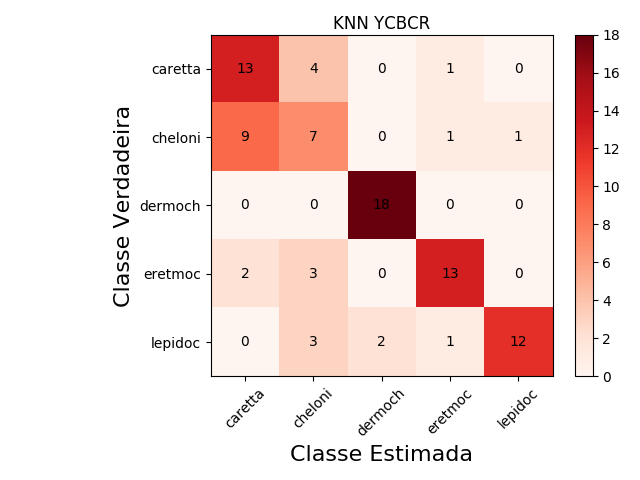 KNN YCBCR
Classe Verdadeira
caretta 13 4 0 1 0
cheloni 9 7 0 1 1
dermoch 0 0 18 0 0
eretmoc 2 3 0 13 0
lepidoc 0 3 2 1 12
caretta cheloni dermoch eretmoc lepidoc
Classe Estimada
18
16
14
12
10
8
6
4
2
0